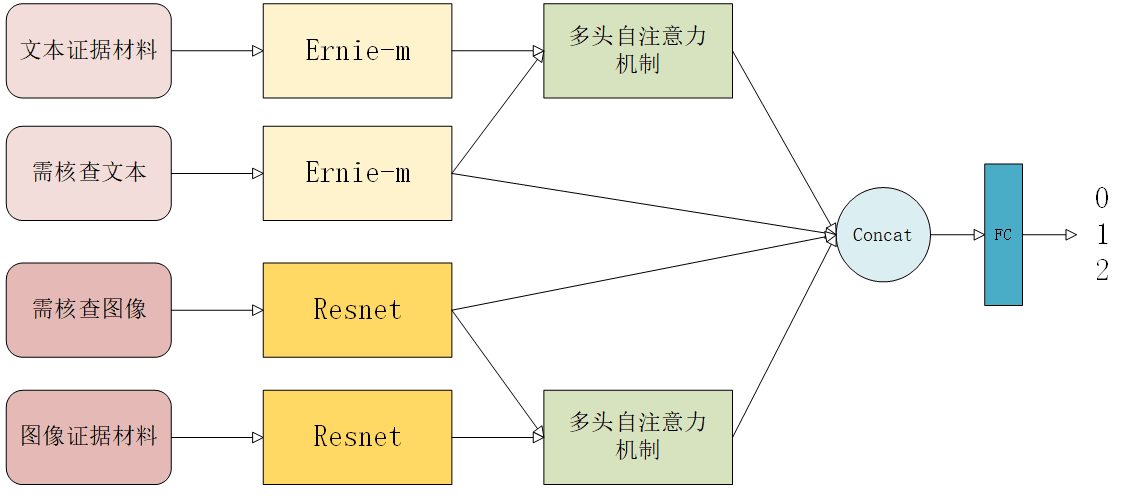 文本证据材料
Ernie-m
多头自注意力
机制
需核查文本
Ernie-m
Concat
FC
0
1
2
需核查图像
Resnet
图像证据材料
Resnet
多头自注意力
机制